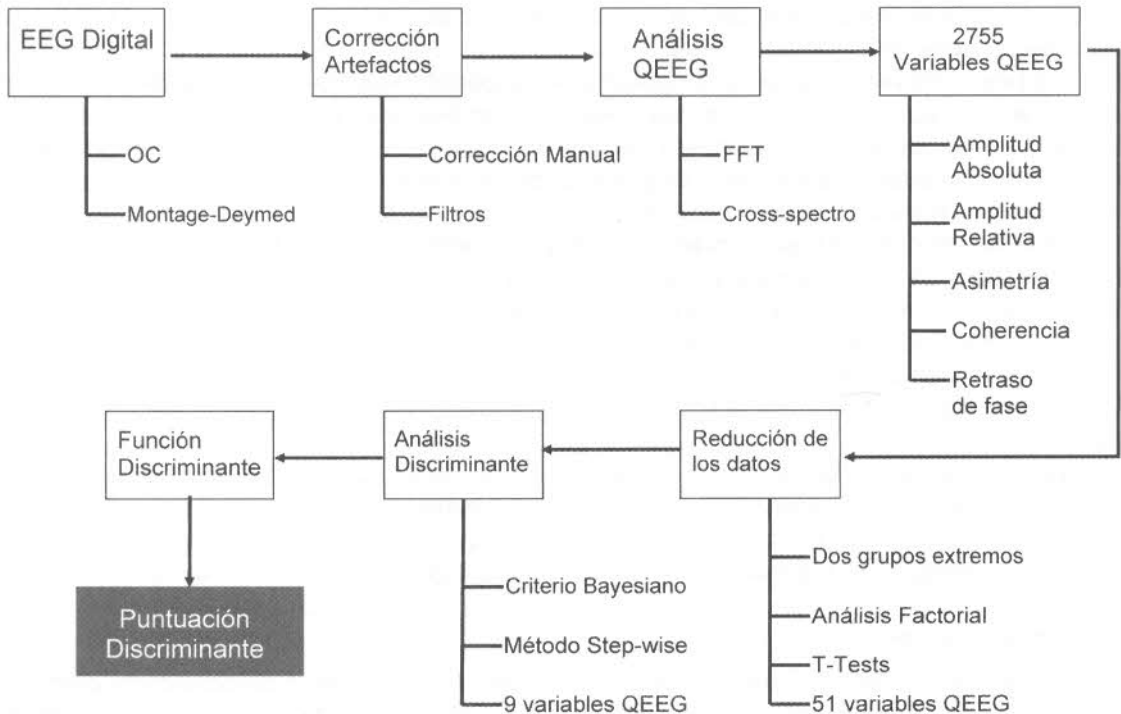 EEG Digital
OC
Montage-Deymed
Corrección
Artefactos
Corrección Manual
Filtros
Análisis
QEEG
FFT
Cross-spectro
2755
Variables QEEG
Amplitud
Absoluta
Amplitud
Relativa
Asimetría
Coherencia
Retraso
de fase
Reducción de
los datos
Dos grupos extremos
Análisis Factorial
T-Tests
51 variables QEEG
Análisis
Discriminante
Criterio Bayesiano
Método Step-wise
9 variables QEEG
Función
Discriminante
Puntuación
Discriminante